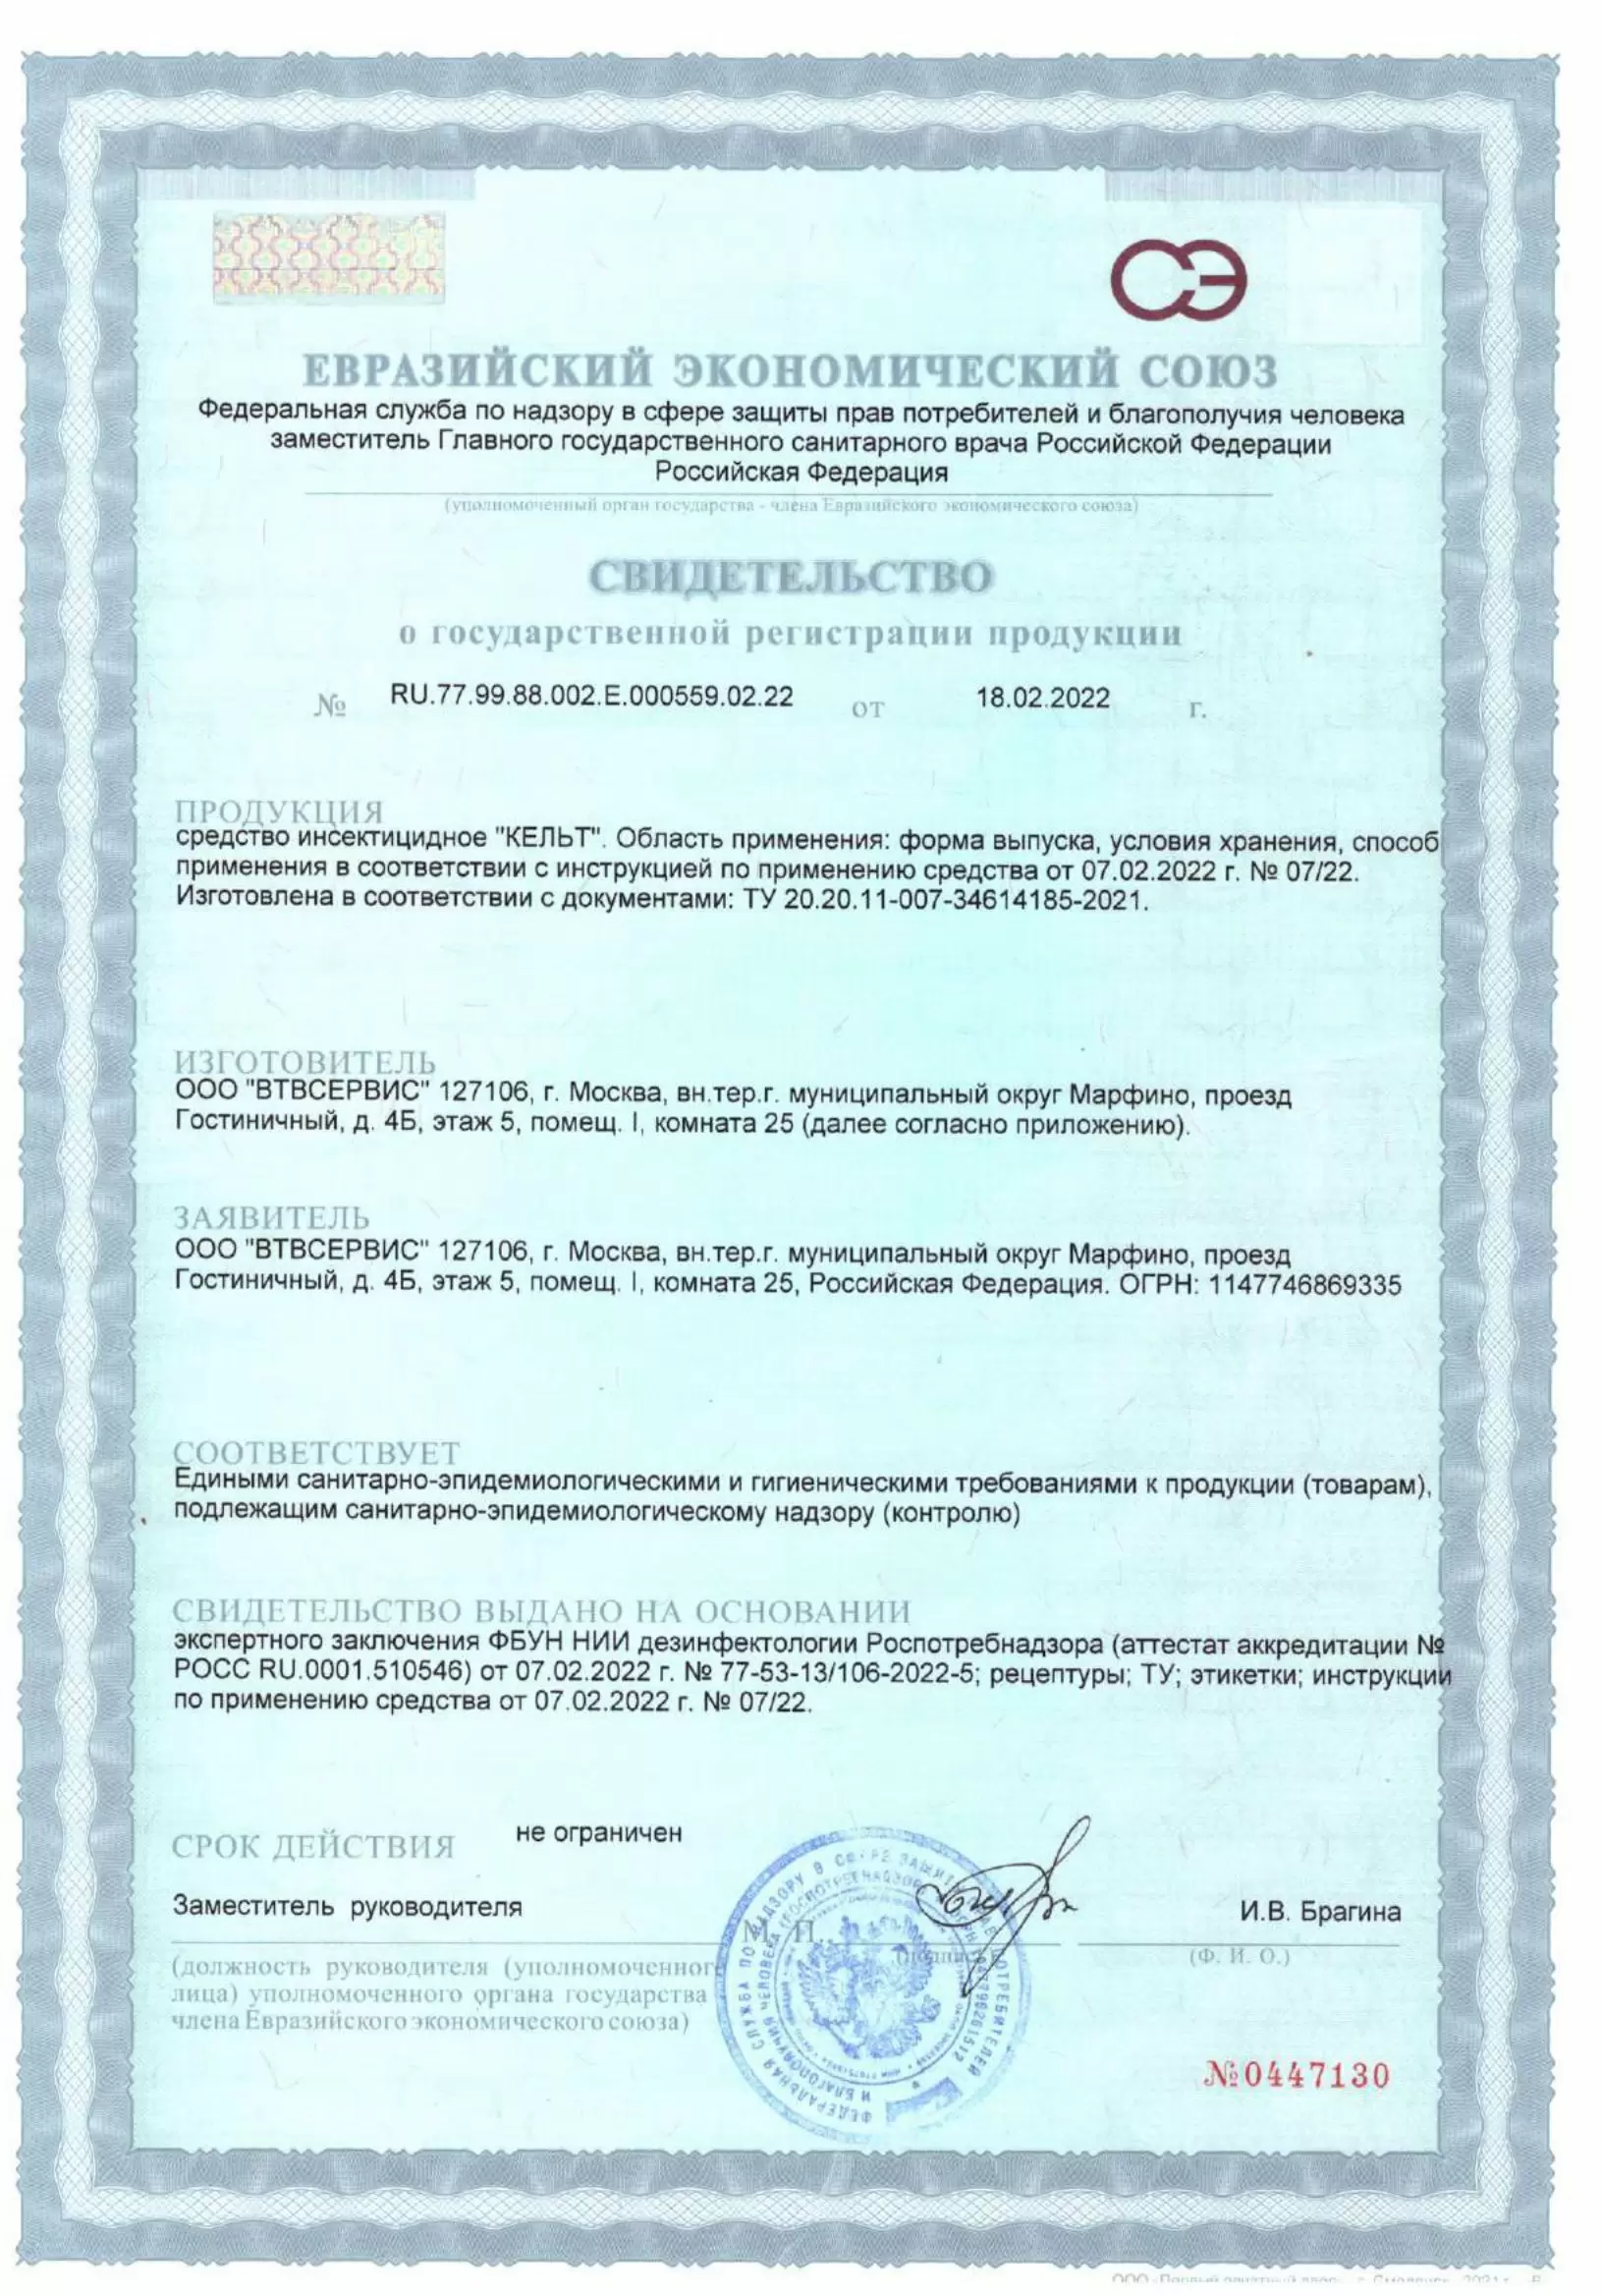 СЭ
ЕВРАЗИЙСКИЙ ЭКОНОМИЧЕСКИЙ СОЮЗ
Федеральная служба по надзору в сфере защиты прав потребителей и благополучия человека
заместитель Главного государственного санитарного врача Российской Федерации
Российская Федерация
(уполномоченный орган государства - члена Евразийского экономического союза)
СВИДЕТЕЛЬСТВО
о государственной регистрации продукции
№ RU.77.99.88.002.E.000559.02.22 от 18.02.2022 г.
ПРОДУКЦИЯ
средство инсектицидное "КЕЛЬТ". Область применения: форма выпуска, условия хранения, способ
применения в соответствии с инструкцией по применению средства от 07.02.2022 г. № 07/22.
Изготовлена в соответствии с документами: ТУ 20.20.11-007-34614185-2021.
ИЗГОТОВИТЕЛЬ
ООО "ВТВСЕРВИС" 127106, г. Москва, вн.тер.г. муниципальный округ Марфино, проезд
Гостиничный, д. 4Б, этаж 5, помещ. I, комната 25 (далее согласно приложению).
ЗАЯВИТЕЛЬ
ООО "ВТВСЕРВИС" 127106, г. Москва, вн.тер.г. муниципальный округ Марфино, проезд
Гостиничный, д. 4Б, этаж 5, помещ. I, комната 25, Российская Федерация. ОГРН: 1147746869335
СООТВЕТСТВУЕТ
Едиными санитарно-эпидемиологическими и гигиеническими требованиями к продукции (товарам),
подлежащим санитарно-эпидемиологическому надзору (контролю)
СВИДЕТЕЛЬСТВО ВЫДАНО НА ОСНОВАНИИ
экспертного заключения ФБУН НИИ дезинфектологии Роспотребнадзора (аттестат аккредитации №
РОСС RU.0001.510546) от 07.02.2022 г. № 77-53-13/106-2022-5; рецептуры; ТУ; этикетки; инструкции
по применению средства от 07.02.2022 г. № 07/22.
СРОК ДЕЙСТВИЯ не ограничен
Заместитель руководителя М. П. И.В. Брагина
(подпись) (Ф. И. О.)
(должность руководителя (уполномоченного
лица) уполномоченного органа государства
члена Евразийского экономического союза)
№0447130